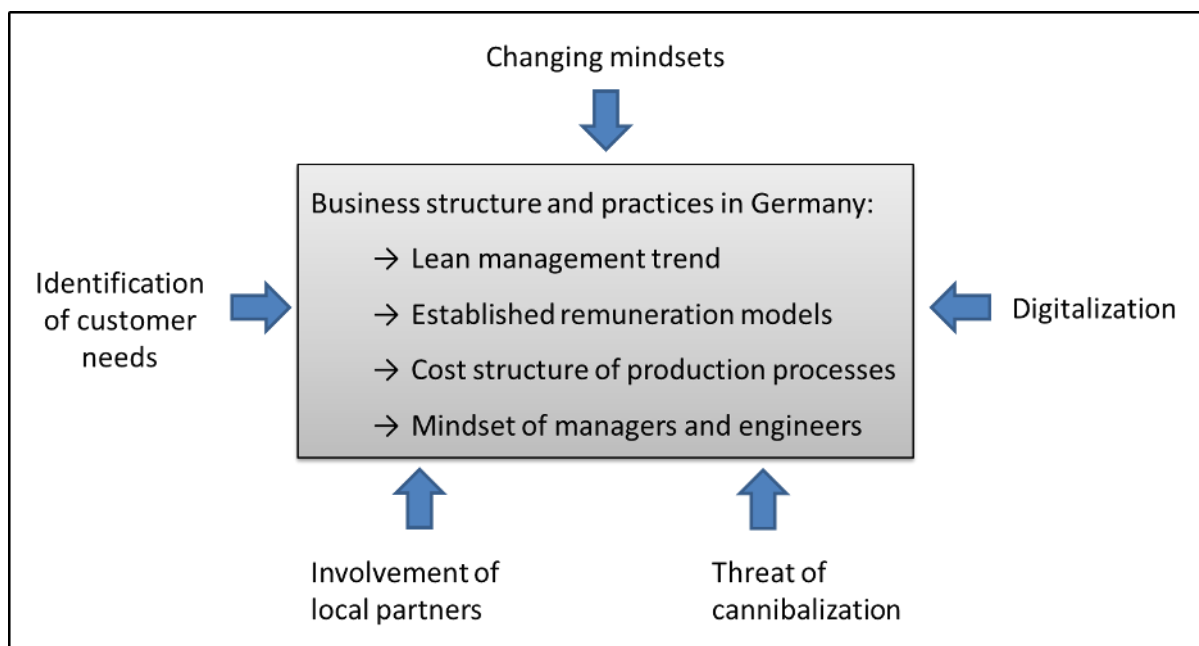 Changing mindsets
Business structure and practices in Germany:
→ Lean management trend
→ Established remuneration models
→ Cost structure of production processes
→ Mindset of managers and engineers
Identification
of customer
needs
Digitalization
Involvement of
local partners
Threat of
cannibalization